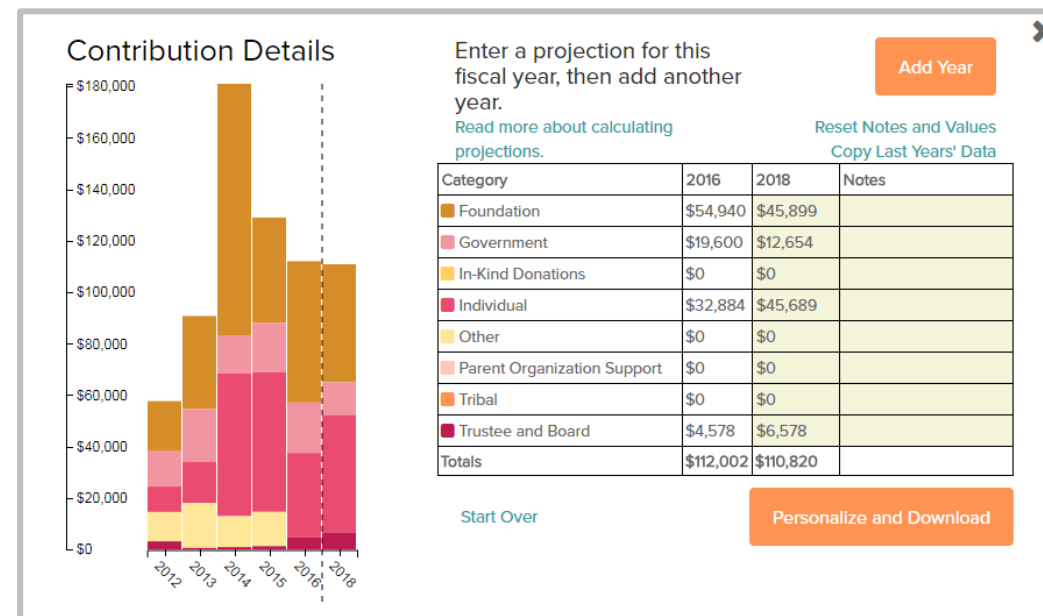 Contribution Details
$180,000
$160,000
$140,000
$120,000
$100,000
$80,000
$60,000
$40,000
$20,000
$0
2012
2013
2014
2015
2016
2018
Enter a projection for this
fiscal year, then add another
year.
Add Year
Read more about calculating
projections.
Reset Notes and Values
Copy Last Years' Data
Category 2016 2018 Notes
Foundation $54,940 $45,899
Government $19,600 $12,654
In-Kind Donations $0 $0
Individual $32,884 $45,689
Other $0 $0
Parent Organization Support $0 $0
Tribal $0 $0
Trustee and Board $4,578 $6,578
Totals $112,002 $110,820
Start Over
Personalize and Download